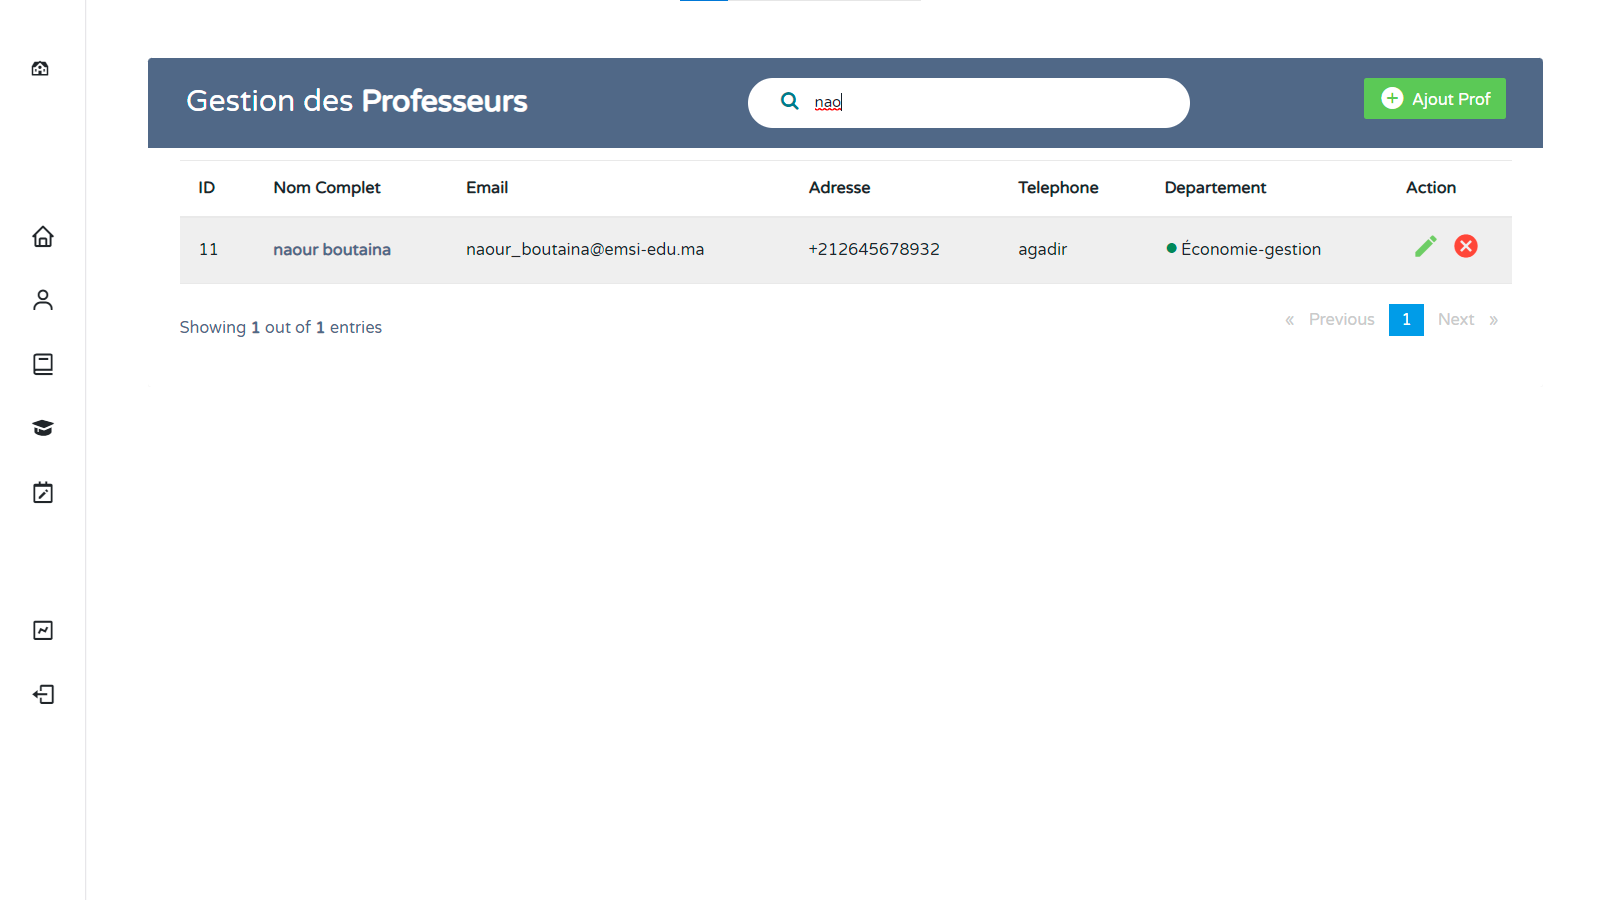 Gestion des Professeurs
nao
Ajout Prof
ID Nom Complet Email Adresse Telephone Departement Action
11 naour boutaina naour_boutaina@emsi-edu.ma +212645678932 agadir Économie-gestion
Showing 1 out of 1 entries
« Previous 1 Next »